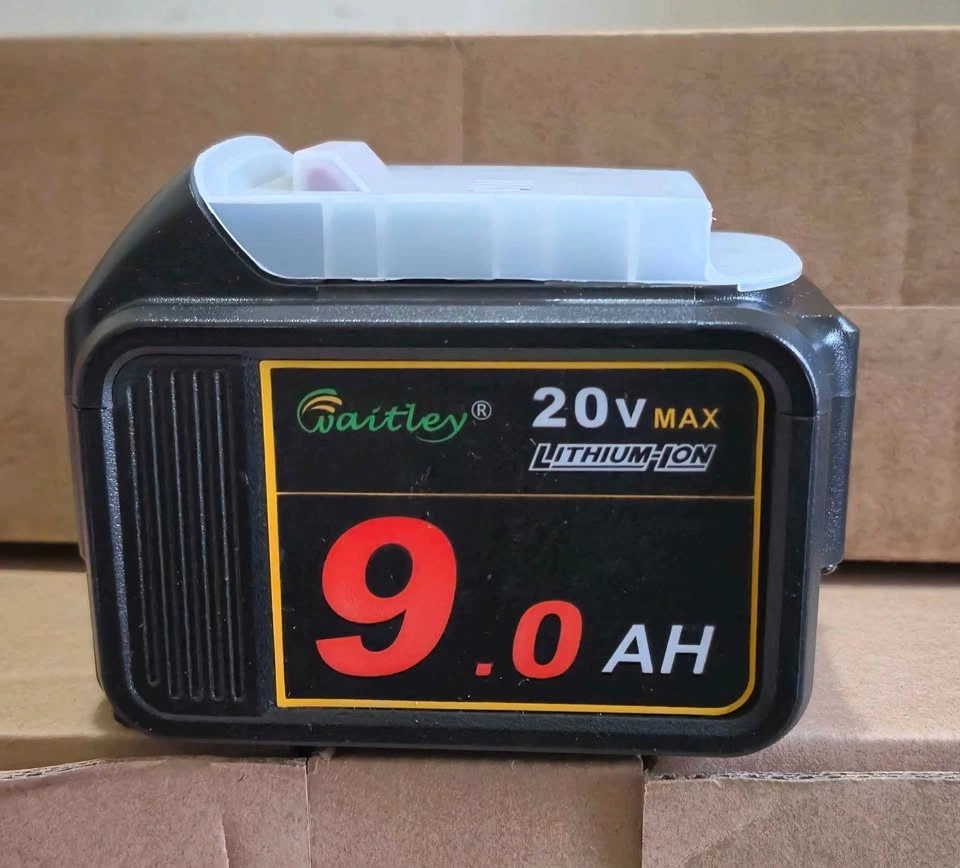 Waitley®
20V MAX
LITHIUM-ION
9.0 AH